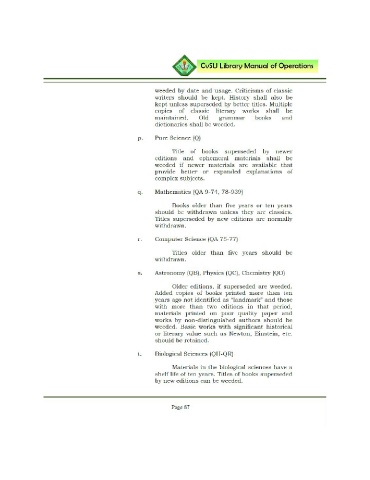 CvSU Library Manual of Operations
weeded by date and usage. Criticisms of classic
writers should be kept. History shall also be
kept unless superseded by better titles. Multiple
copies of classic literary works shall be
maintained. Old grammar books and
dictionaries shall be weeded.
p. Pure Science (Q)
Title of books superseded by newer
editions and ephemeral materials shall be
weeded if newer materials are available that
provide better or expanded explanations of
complex subjects.
q. Mathematics (QA 9-74, 78-939)
Books older than five years or ten years
should be withdrawn unless they are classics.
Titles superseded by new editions are normally
withdrawn.
r. Computer Science (QA 75-77)
Titles older than five years should be
withdrawn.
s. Astronomy (QB), Physics (QC), Chemistry (QD)
Older editions, if superseded are weeded.
Added copies of books printed more than ten
years ago not identified as "landmark" and those
with more than two editions in that period,
materials printed on poor quality paper and
works by non-distinguished authors should be
weeded. Basic works with significant historical
or literary value such as Newton, Einstein, etc.
should be retained.
t. Biological Sciences (QH-QR)
Materials in the biological sciences have a
shelf life of ten years. Titles of books superseded
by new editions can be weeded.
Page 67